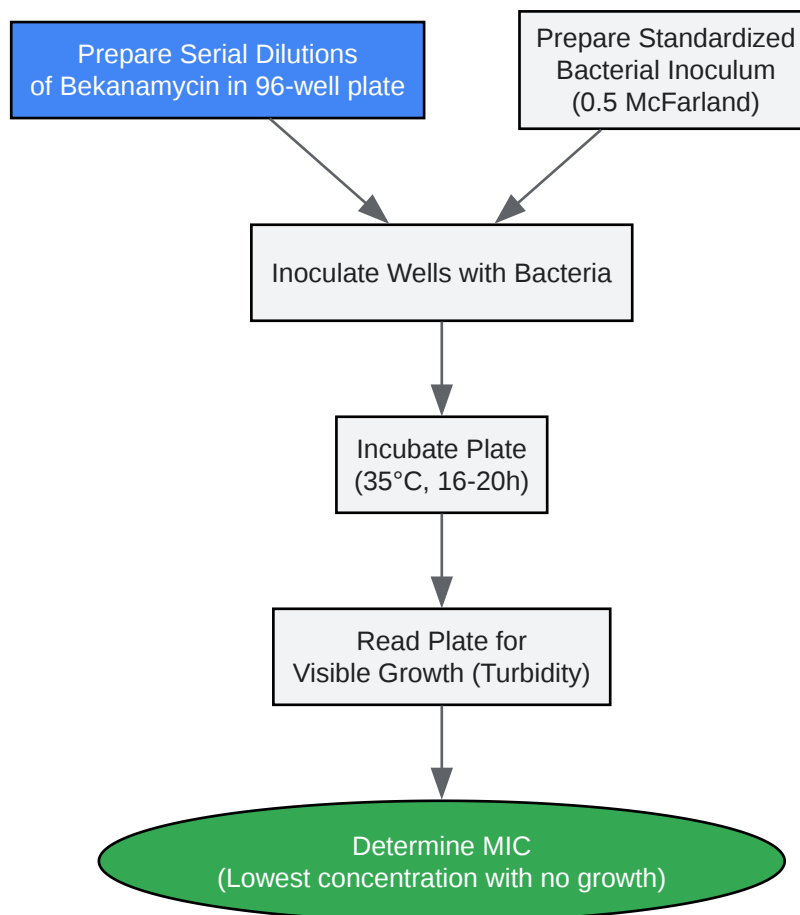 Prepare Serial Dilutions
of Bekanamycin in 96-well plate
Prepare Standardized
Bacterial Inoculum
(0.5 McFarland)
Inoculate Wells with Bacteria
Incubate Plate
(35°C, 16-20h)
Read Plate for
Visible Growth (Turbidity)
Determine MIC
(Lowest concentration with no growth)